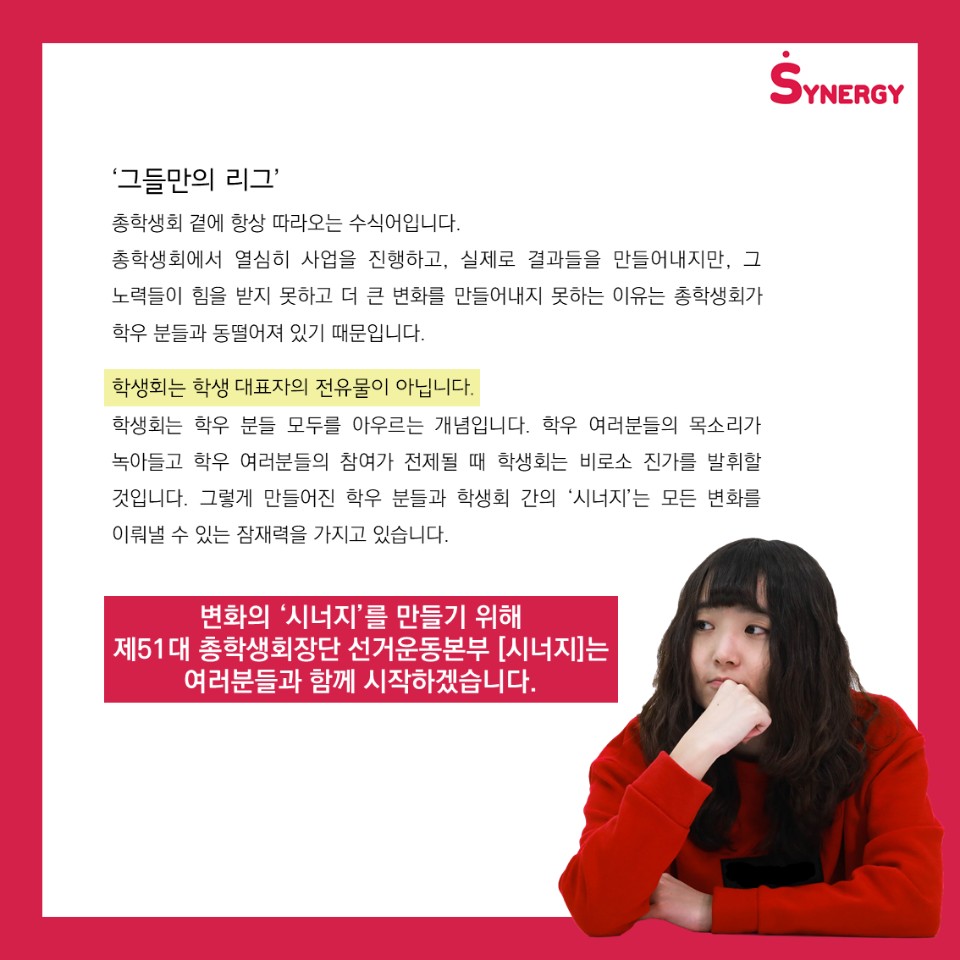 SYNERGY
‘그들만의 리그’
총학생회 곁에 항상 따라오는 수식어입니다.
총학생회에서 열심히 사업을 진행하고, 실제로 결과들을 만들어내지만, 그
노력들이 힘을 받지 못하고 더 큰 변화를 만들어내지 못하는 이유는 총학생회가
학우 분들과 동떨어져 있기 때문입니다.
학생회는 학생 대표자의 전유물이 아닙니다.
학생회는 학우 분들 모두를 아우르는 개념입니다. 학우 여러분들의 목소리가
녹아들고 학우 여러분들의 참여가 전제될 때 학생회는 비로소 진가를 발휘할
것입니다. 그렇게 만들어진 학우 분들과 학생회 간의 ‘시너지’는 모든 변화를
이뤄낼 수 있는 잠재력을 가지고 있습니다.
변화의 ‘시너지’를 만들기 위해
제51대 총학생회장단 선거운동본부 [시너지]는
여러분들과 함께 시작하겠습니다.